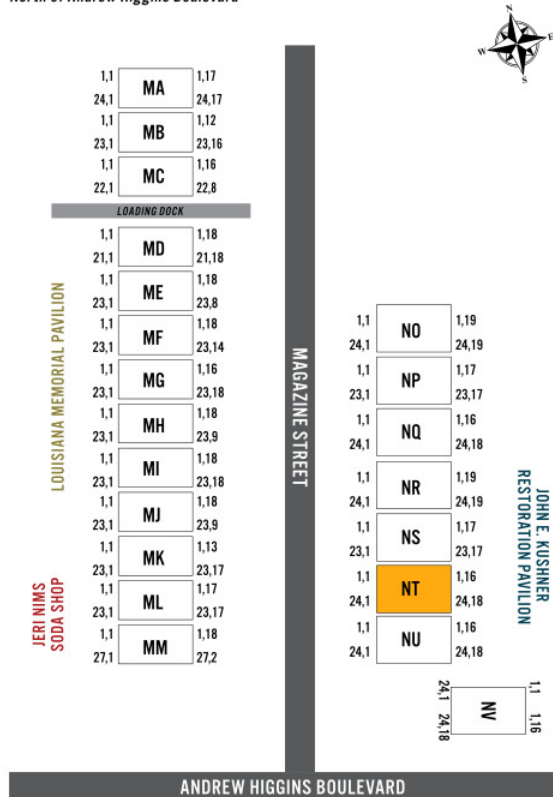 North of Andrew Higgins Boulevard
N
W E
S
1,1 MA 1,17
24,1 24,17
1,1 MB 1,12
23,1 23,16
1,1 MC 1,16
22,1 22,8
LOADING DOCK
1,1 MD 1,18
21,1 21,18
1,1 ME 1,18
23,1 23,8
1,1 MF 1,18
23,1 23,14
1,1 MG 1,16
23,1 23,18
1,1 MH 1,18
23,1 23,9
1,1 MI 1,18
23,1 23,18
1,1 MJ 1,18
23,1 23,9
1,1 MK 1,13
23,1 23,17
1,1 ML 1,17
23,1 23,17
1,1 MM 1,18
27,1 27,2
LOUISIANA MEMORIAL PAVILION
JERI NIMS
SODA SHOP
MAGAZINE STREET
1,1 NO 1,19
24,1 24,19
1,1 NP 1,17
23,1 23,17
1,1 NQ 1,16
24,1 24,18
1,1 NR 1,19
24,1 24,19
1,1 NS 1,17
23,1 23,17
1,1 NT 1,16
24,1 24,18
1,1 NU 1,16
24,1 24,18
JOHN E. KUSHNER
RESTORATION PAVILION
1,1 1,16
NV
24,1 24,18
ANDREW HIGGINS BOULEVARD